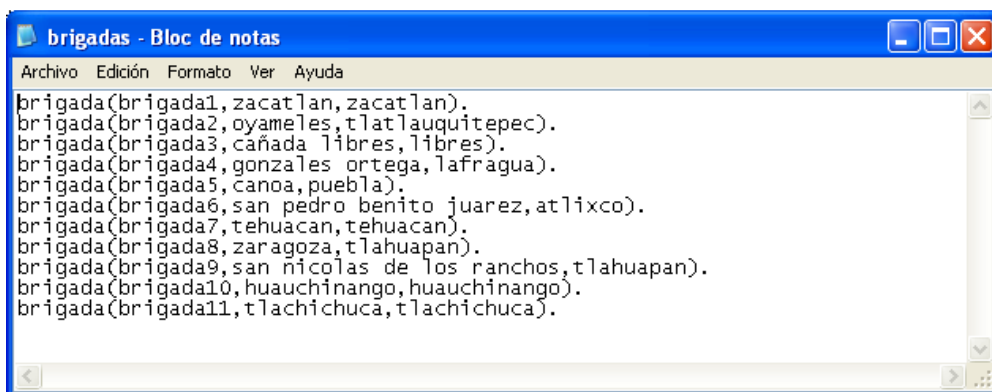 brigadas - Bloc de notas
Archivo Edición Formato Ver Ayuda
brigada(brigada1,zacatlan,zacatlan).
brigada(brigada2,oyameles,tlatlauquitepec).
brigada(brigada3,cañada libres,libres).
brigada(brigada4,gonzales ortega,lafragua).
brigada(brigada5,canoa,puebla).
brigada(brigada6,san pedro benito juarez,atlixco).
brigada(brigada7,tehuacan,tehuacan).
brigada(brigada8,zaragoza,tlahuapan).
brigada(brigada9,san nicolas de los ranchos,tlahuapan).
brigada(brigada10,huauchinango,huauchinango).
brigada(brigada11,tlachichuca,tlachichuca).